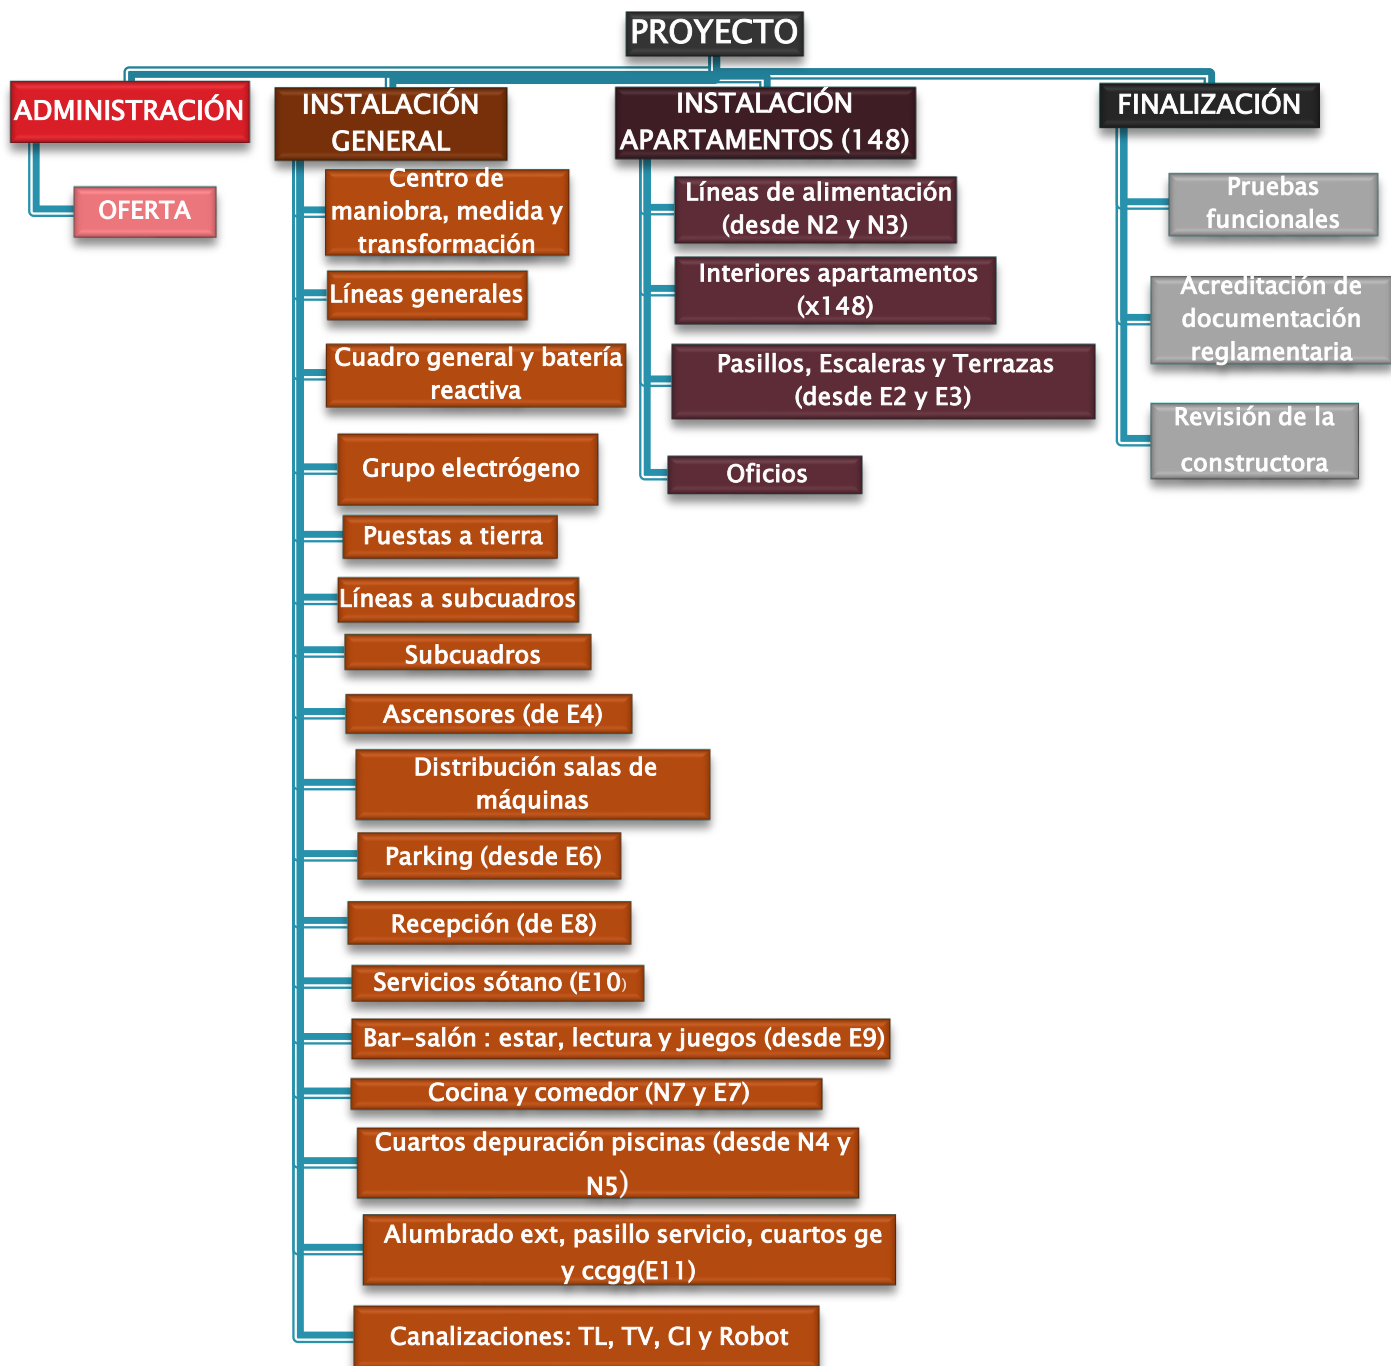 PROYECTO
ADMINISTRACIÓN
OFERTA
INSTALACIÓN
GENERAL
Centro de
maniobra, medida y
transformación
Líneas generales
Cuadro general y batería
reactiva
Grupo electrógeno
Puestas a tierra
Líneas a subcuadros
Subcuadros
Ascensores (de E4)
Distribución salas de
máquinas
Parking (desde E6)
Recepción (de E8)
Servicios sótano (E10)
Bar-salón : estar, lectura y juegos (desde E9)
Cocina y comedor (N7 y E7)
Cuartos depuración piscinas (desde N4 y
N5)
Alumbrado ext, pasillo servicio, cuartos ge
y ccgg(E11)
Canalizaciones: TL, TV, CI y Robot
INSTALACIÓN
APARTAMENTOS (148)
Líneas de alimentación
(desde N2 y N3)
Interiores apartamentos
(x148)
Pasillos, Escaleras y Terrazas
(desde E2 y E3)
Oficios
FINALIZACIÓN
Pruebas
funcionales
Acreditación de
documentación
reglamentaria
Revisión de la
constructora